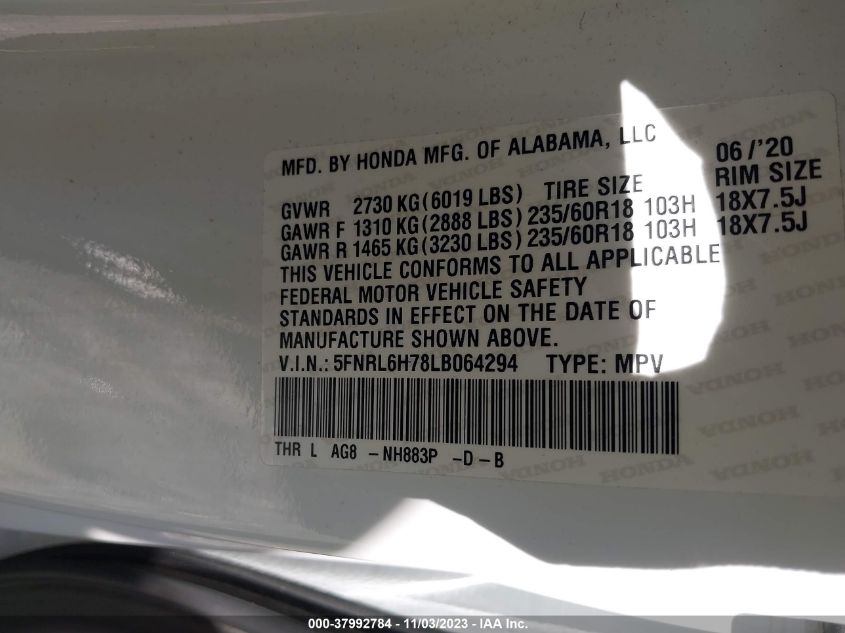 MFD. BY HONDA MFG. OF ALABAMA, LLC 06/'20
GVWR 2730 KG(6019 LBS) TIRE SIZE RIM SIZE
GAWR F 1310 KG(2888 LBS) 235/60R18 103H 18X7.5J
GAWR R 1465 KG(3230 LBS) 235/60R18 103H 18X7.5J
THIS VEHICLE CONFORMS TO ALL APPLICABLE
FEDERAL MOTOR VEHICLE SAFETY
STANDARDS IN EFFECT ON THE DATE OF
MANUFACTURE SHOWN ABOVE.
V.I.N.: 5FNRL6H78LB064294 TYPE: MPV
THR L AG8 -NH883P -D-B
000-37992784 - 11/03/2023 - IAA Inc.